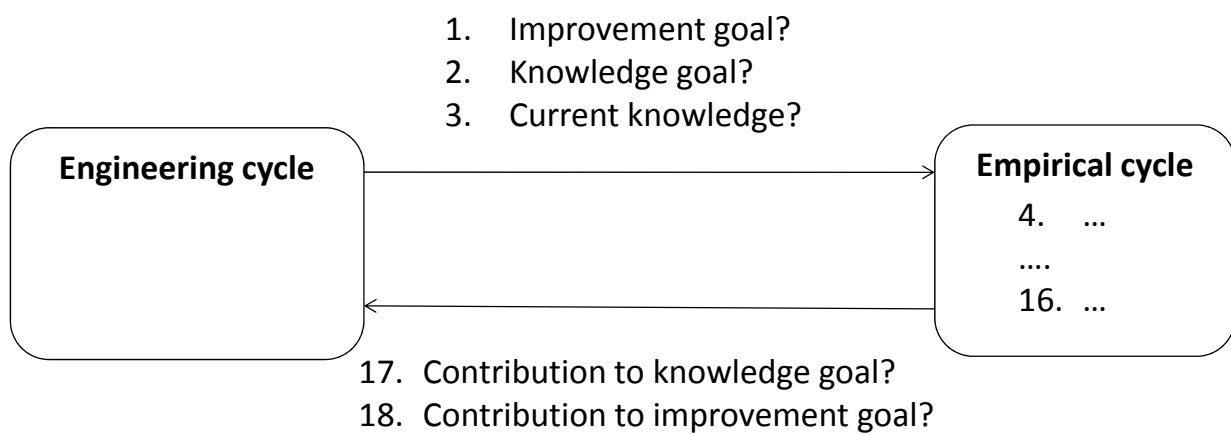 1. Improvement goal?
2. Knowledge goal?
3. Current knowledge?
Engineering cycle
Empirical cycle
4. ...
....
16. ...
17. Contribution to knowledge goal?
18. Contribution to improvement goal?